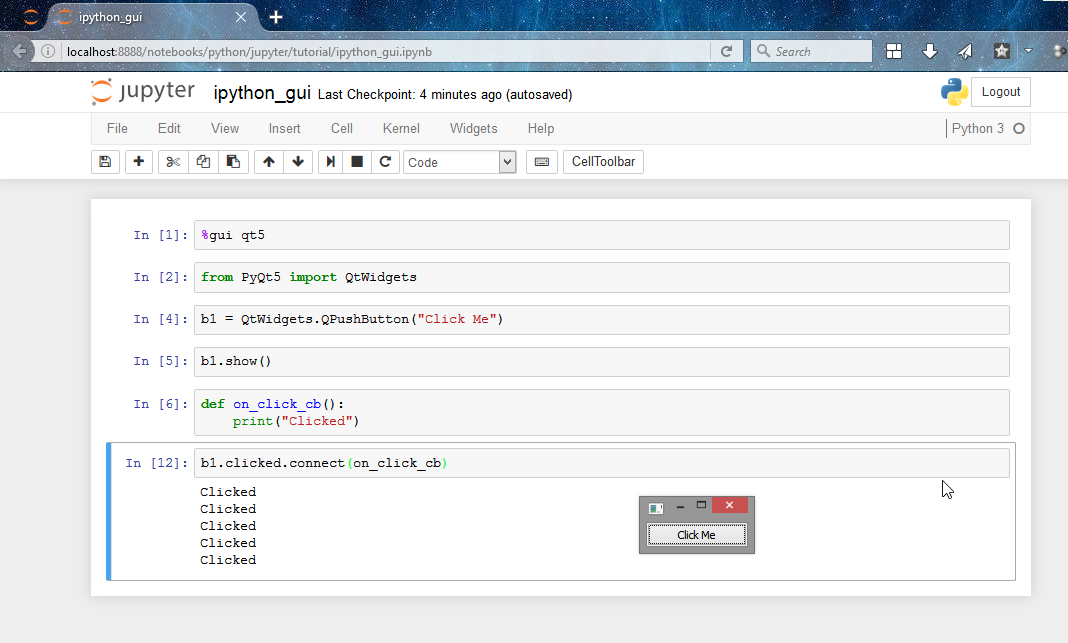 ipython_gui
localhost:8888/notebooks/python/jupyter/tutorial/ipython_gui.ipynb
Search
jupyter ipython_gui Last Checkpoint: 4 minutes ago (autosaved)
Logout
File Edit View Insert Cell Kernel Widgets Help
Python 3
Code
CellToolbar
In [1]: %gui qt5
In [2]: from PyQt5 import QtWidgets
In [4]: b1 = QtWidgets.QPushButton("Click Me")
In [5]: b1.show()
In [6]: def on_click_cb():
    print("Clicked")
In [12]: b1.clicked.connect(on_click_cb)
Clicked
Clicked
Clicked
Clicked
Clicked
Click Me